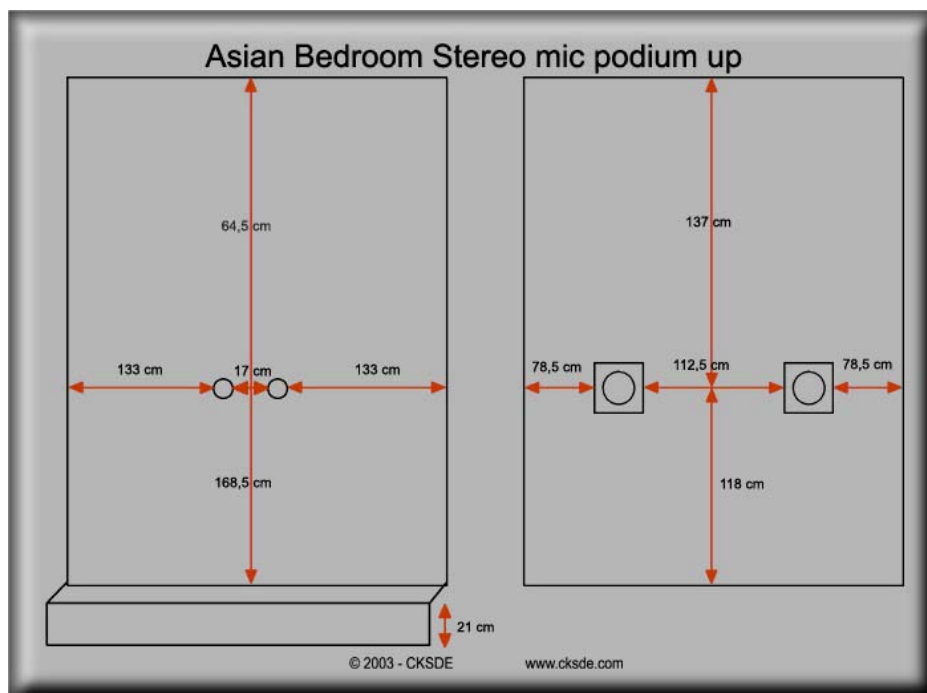 Asian Bedroom Stereo mic podium up
64,5 cm
137 cm
133 cm
17 cm
133 cm
78,5 cm
112,5 cm
78,5 cm
168,5 cm
118 cm
21 cm
© 2003 - CKSDE
www.cksde.com